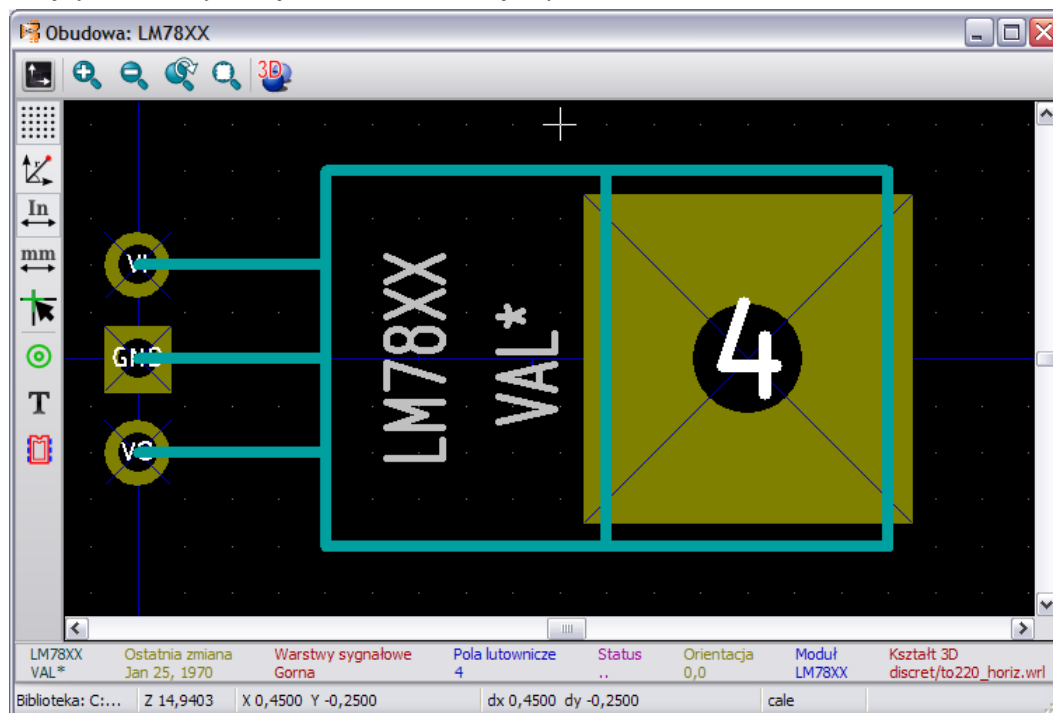 Obudowa: LM78XX
3D
In
mm
T
VI
GND
VO
LM78XX
VAL*
4
LM78XX Ostatnia zmiana Warstwy sygnałowe Pola lutownicze Status Orientacja Moduł Kształt 3D
VAL* Jan 25, 1970 Gorna 4 .. 0,0 LM78XX discret/to220_horiz.wrl
Biblioteka: C:... Z 14,9403 X 0,4500 Y -0,2500 dx 0,4500 dy -0,2500 cale